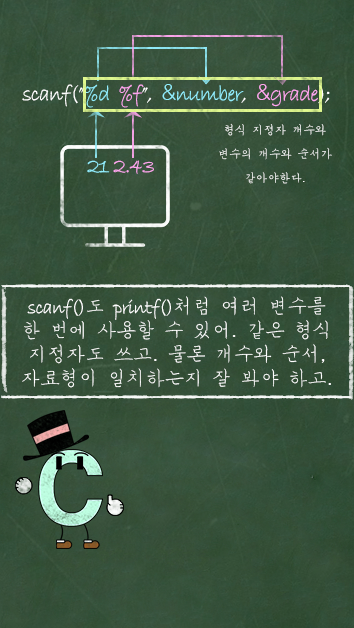 scanf("%d %f", &number, &grade);
형식 지정자 개수와
변수의 개수와 순서가
같아야한다.
21 2.43
scanf()도 printf()처럼 여러 변수를
한 번에 사용할 수 있어. 같은 형식
지정자도 쓰고. 물론 개수와 순서,
자료형이 일치하는지 잘 봐야 하고.